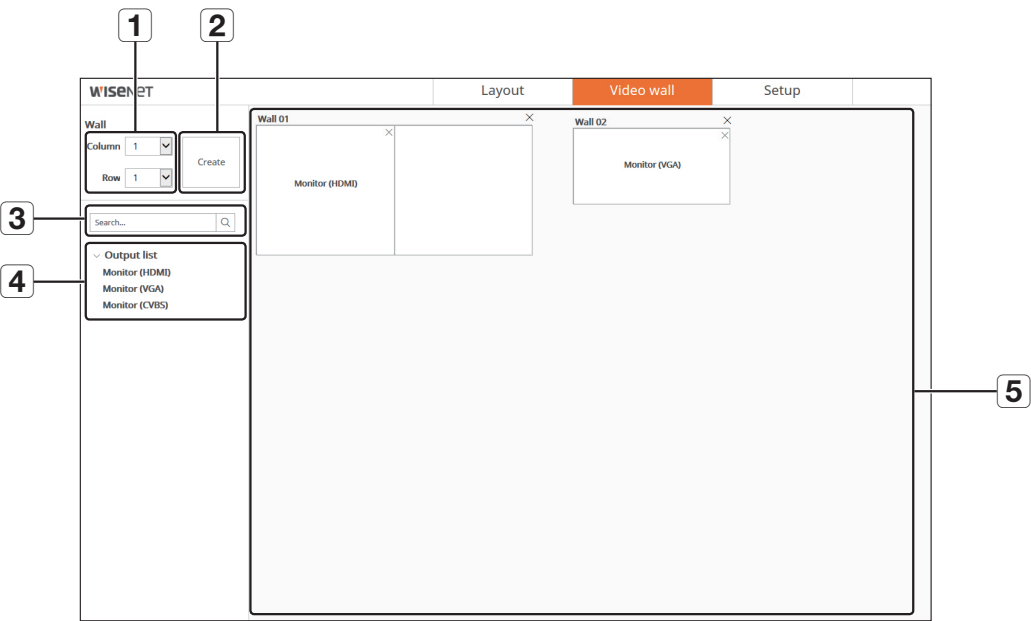 1 2
WISENET Layout Video wall Setup
Wall
Column 1
Row 1
Create
3
Search...
4
Output list
Monitor (HDMI)
Monitor (VGA)
Monitor (CVBS)
Wall 01
Monitor (HDMI)
Wall 02
Monitor (VGA)
5